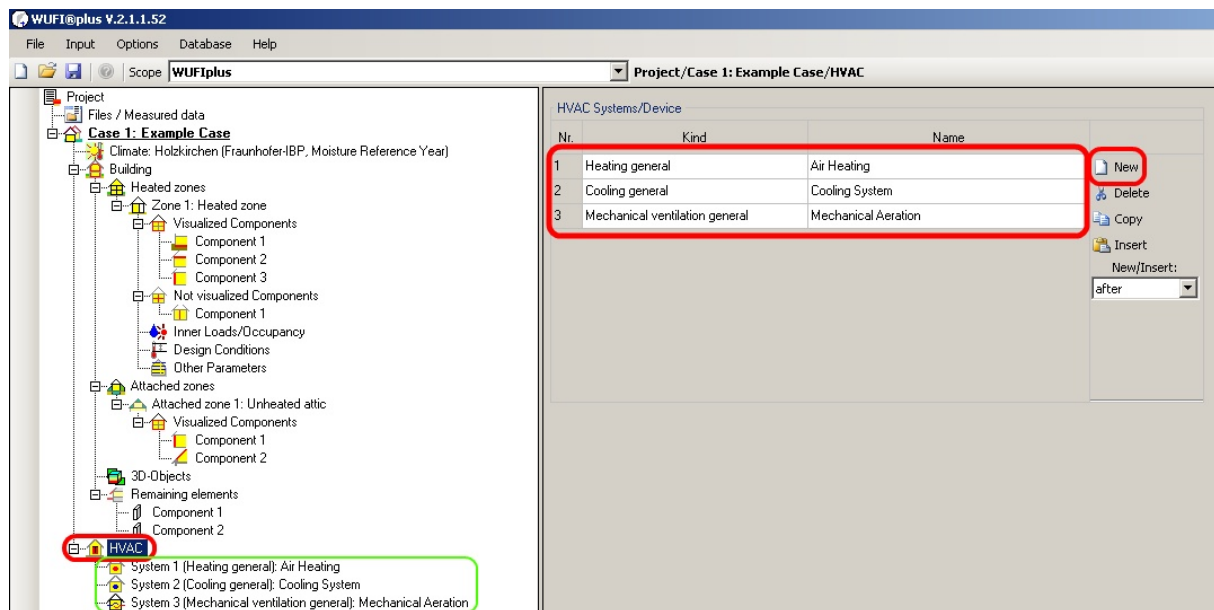 WUFI®plus V.2.1.1.52
File Input Options Database Help
Scope WUFIplus Project/Case 1: Example Case/HVAC
Project
Files / Measured data
Case 1: Example Case
Climate: Holzkirchen (Fraunhofer-IBP, Moisture Reference Year)
Building
Heated zones
Zone 1: Heated zone
Visualized Components
Component 1
Component 2
Component 3
Not visualized Components
Component 1
Inner Loads/Occupancy
Design Conditions
Other Parameters
Attached zones
Attached zone 1: Unheated attic
Visualized Components
Component 1
Component 2
3D-Objects
Remaining elements
Component 1
Component 2
HVAC
System 1 (Heating general): Air Heating
System 2 (Cooling general): Cooling System
System 3 (Mechanical ventilation general): Mechanical Aeration
HVAC Systems/Device
Nr. Kind Name
1 Heating general Air Heating
2 Cooling general Cooling System
3 Mechanical ventilation general Mechanical Aeration
New
Delete
Copy
Insert
New/Insert:
after